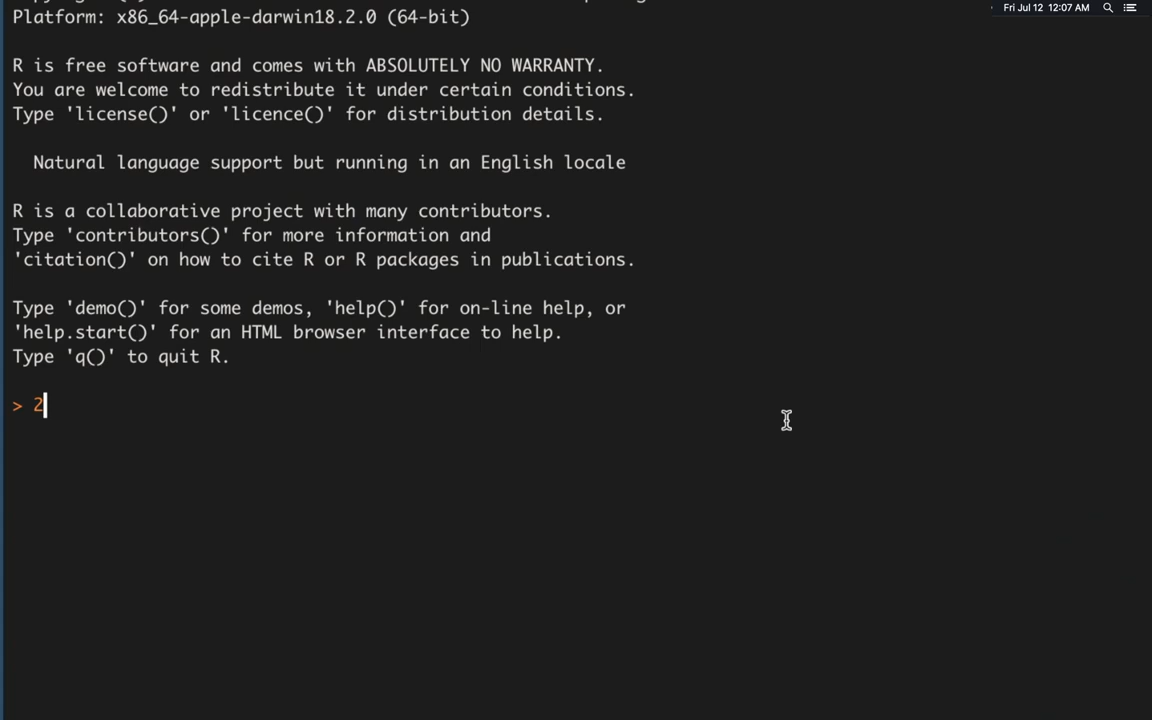 Fri Jul 12 12:07 AM
Platform: x86_64-apple-darwin18.2.0 (64-bit)
R is free software and comes with ABSOLUTELY NO WARRANTY.
You are welcome to redistribute it under certain conditions.
Type 'license()' or 'licence()' for distribution details.
Natural language support but running in an English locale
R is a collaborative project with many contributors.
Type 'contributors()' for more information and
'citation()' on how to cite R or R packages in publications.
Type 'demo()' for some demos, 'help()' for on-line help, or
'help.start()' for an HTML browser interface to help.
Type 'q()' to quit R.
> 2